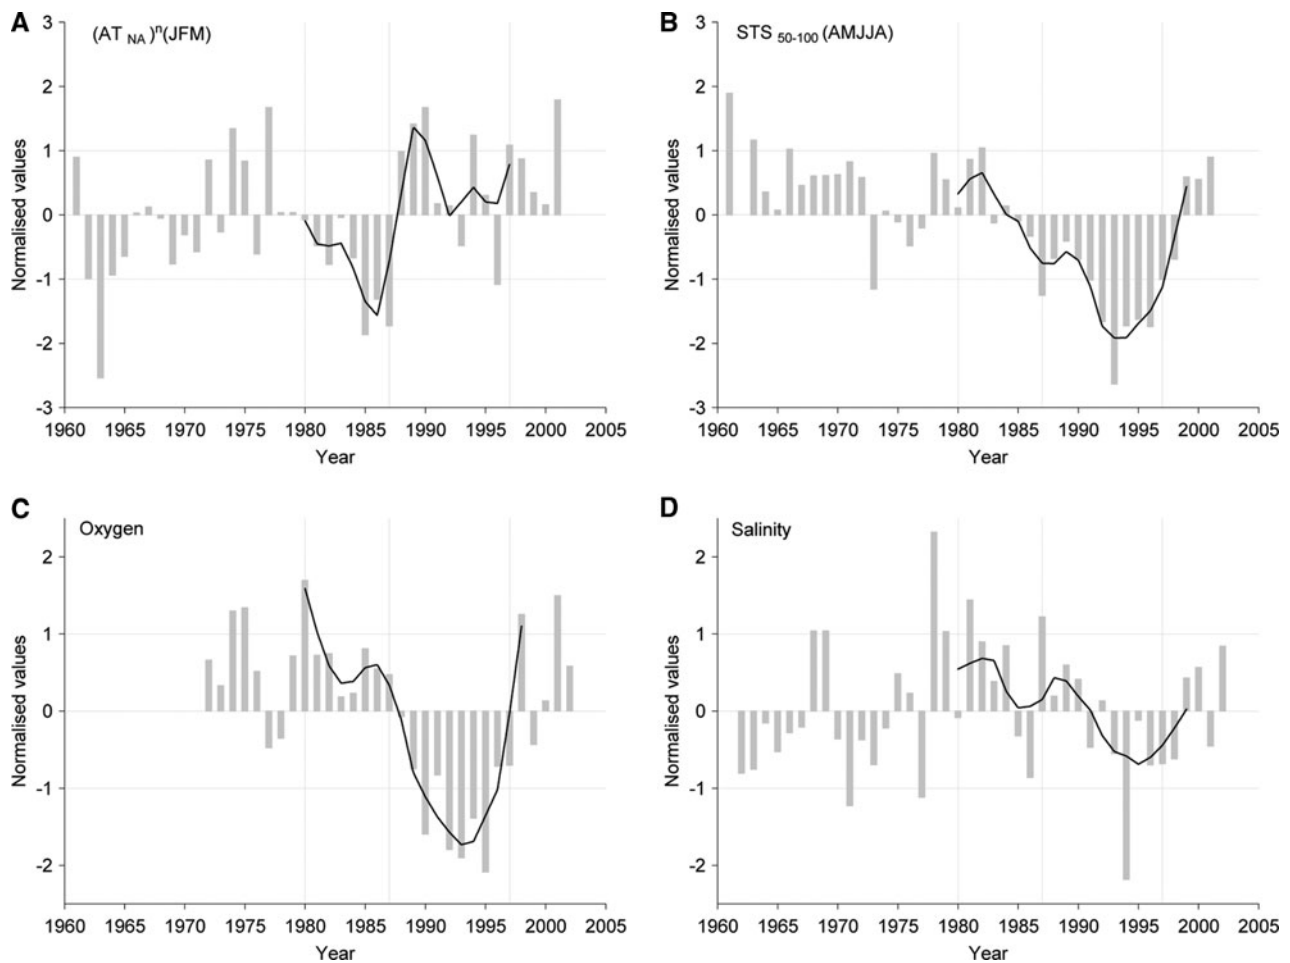 A
(AT NA )n(JFM)
Normalised values
3
2
1
0
-1
-2
-3
1960 1965 1970 1975 1980 1985 1990 1995 2000 2005
Year
B
STS 50-100 (AMJJA)
Normalised values
3
2
1
0
-1
-2
-3
1960 1965 1970 1975 1980 1985 1990 1995 2000 2005
Year
C
Oxygen
Normalised values
2
1
0
-1
-2
1960 1965 1970 1975 1980 1985 1990 1995 2000 2005
Year
D
Salinity
Normalised values
2
1
0
-1
-2
1960 1965 1970 1975 1980 1985 1990 1995 2000 2005
Year